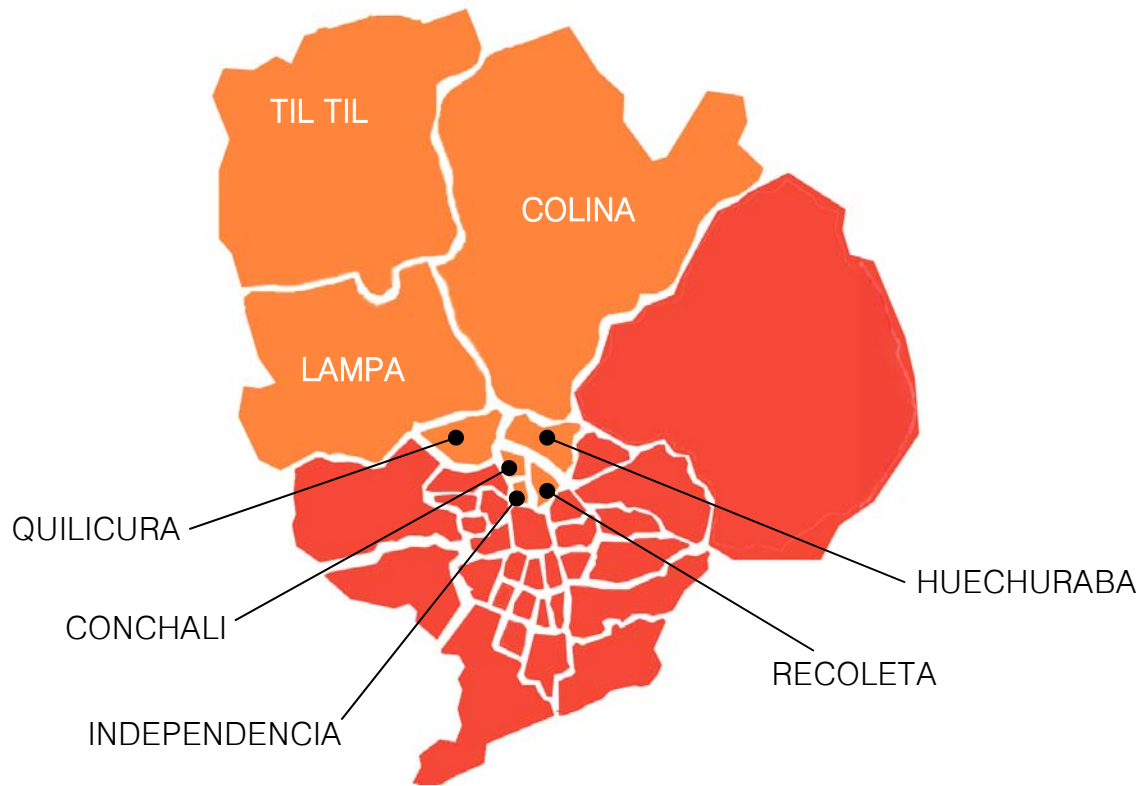 TIL TIL
COLINA
LAMPA
QUILICURA
HUECHURABA
CONCHALI
RECOLETA
INDEPENDENCIA